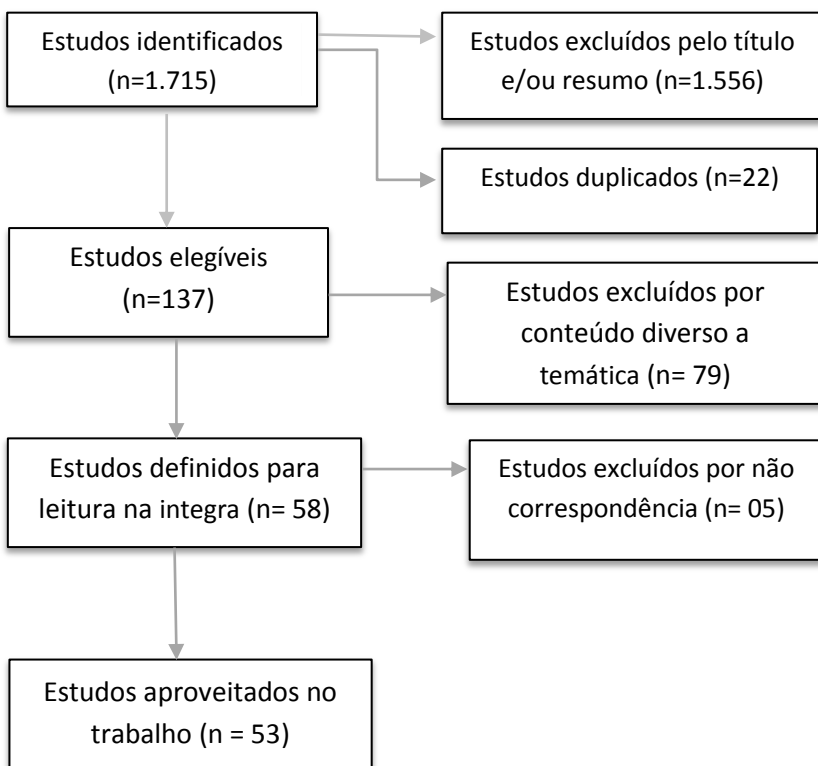 Estudos identificados
(n=1.715)
Estudos excluídos pelo título
e/ou resumo (n=1.556)
Estudos duplicados (n=22)
Estudos elegíveis
(n=137)
Estudos excluídos por
conteúdo diverso a
temática (n= 79)
Estudos definidos para
leitura na integra (n= 58)
Estudos excluídos por não
correspondência (n= 05)
Estudos aproveitados no
trabalho (n = 53)